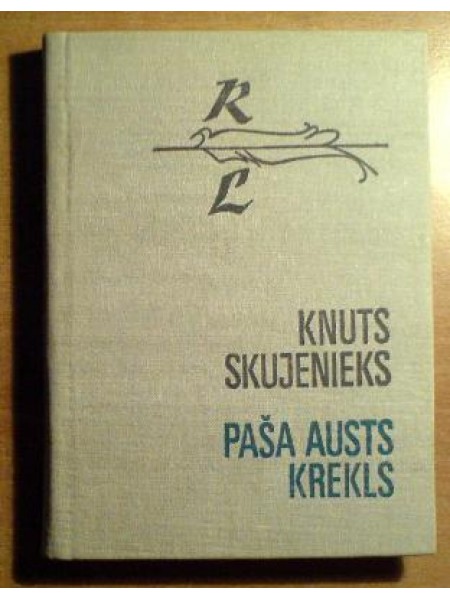 R
L
KNUTS
SKUJENIEKS
PAŠA AUSTS
KREKLS